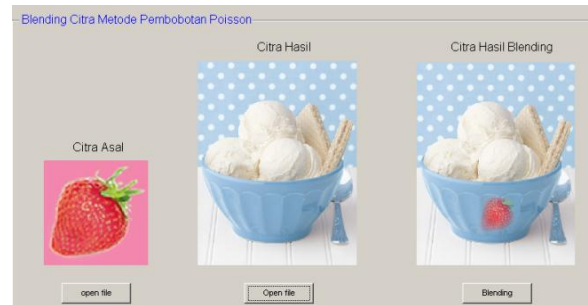 Blending Citra Metode Pembobotan Poisson
Citra Hasil
Citra Hasil Blending
Citra Asal
open file
Open file
Blending